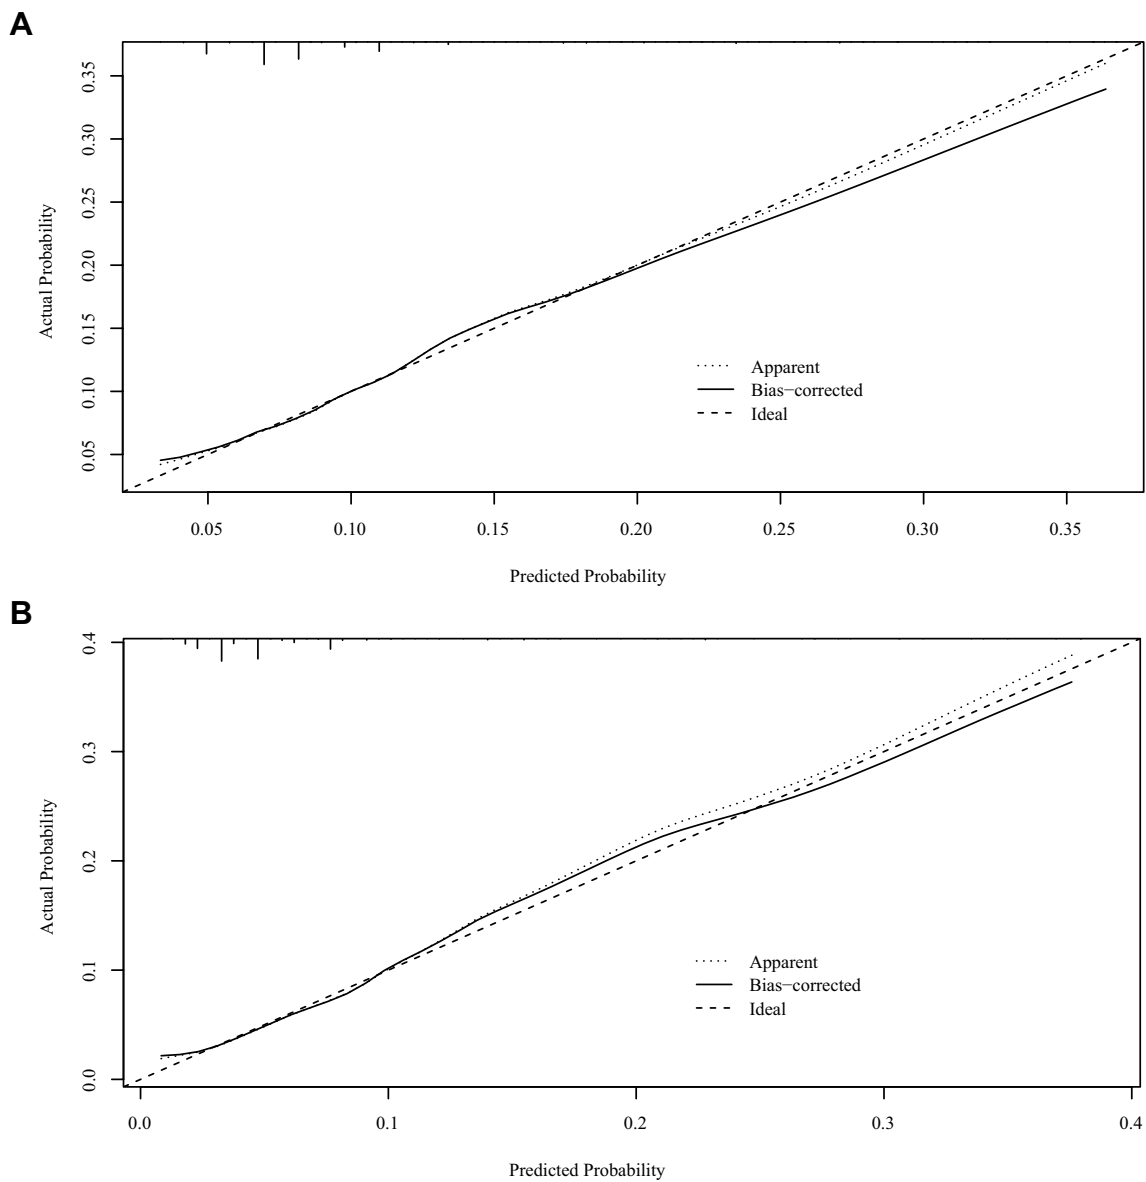 A
0.35
0.30
0.25
0.20
0.15
0.10
0.05
Actual Probability
Apparent
Bias−corrected
Ideal
0.05 0.10 0.15 0.20 0.25 0.30 0.35
Predicted Probability
B
0.4
0.3
0.2
0.1
0.0
Actual Probability
Apparent
Bias−corrected
Ideal
0.0 0.1 0.2 0.3 0.4
Predicted Probability